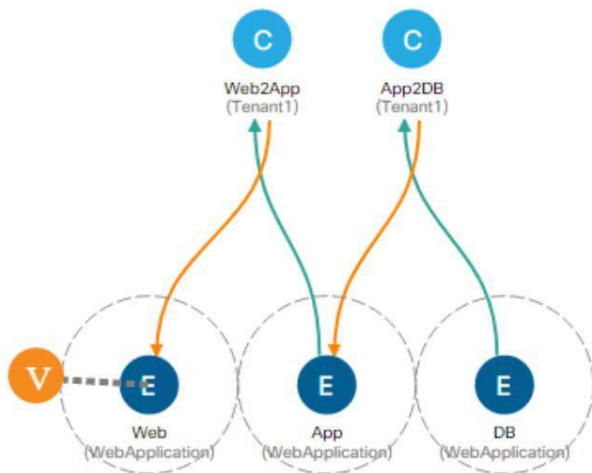 C C
Web2App App2DB
(Tenant1) (Tenant1)
V E E E
Web App DB
(WebApplication) (WebApplication) (WebApplication)